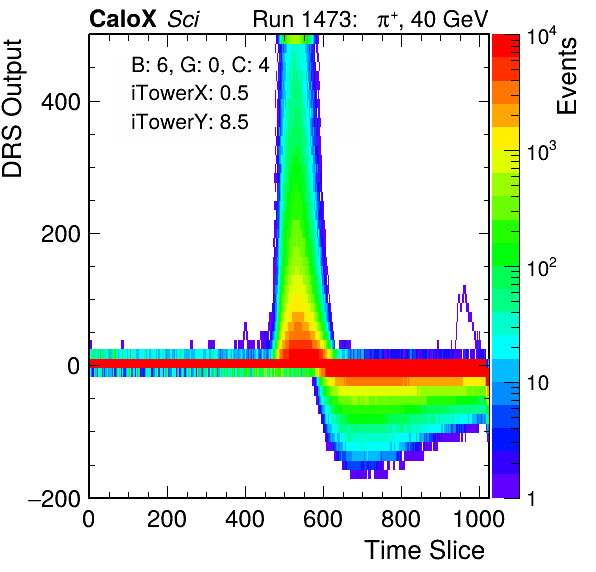 CaloX Sci Run 1473: π⁺, 40 GeV
B: 6, G: 0, C: 4
iTowerX: 0.5
iTowerY: 8.5
DRS Output
400
200
0
−200
0 200 400 600 800 1000
Time Slice
Events
10⁴
10³
10²
10
1